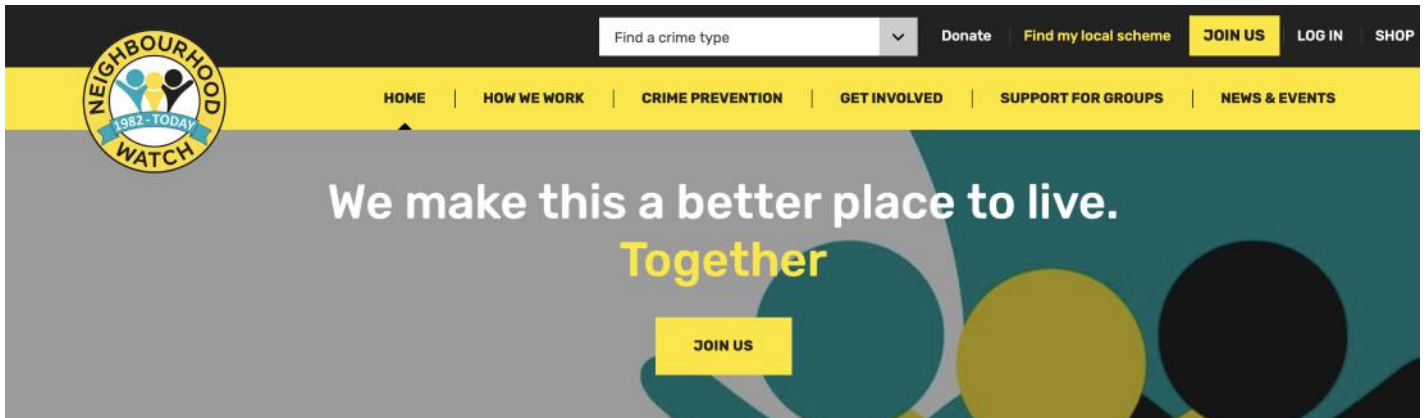 NEIGHBOURHOOD
1982-TODAY
WATCH
Find a crime type
Donate
Find my local scheme
JOIN US
LOG IN
SHOP
HOME
HOW WE WORK
CRIME PREVENTION
GET INVOLVED
SUPPORT FOR GROUPS
NEWS & EVENTS
We make this a better place to live.
Together
JOIN US